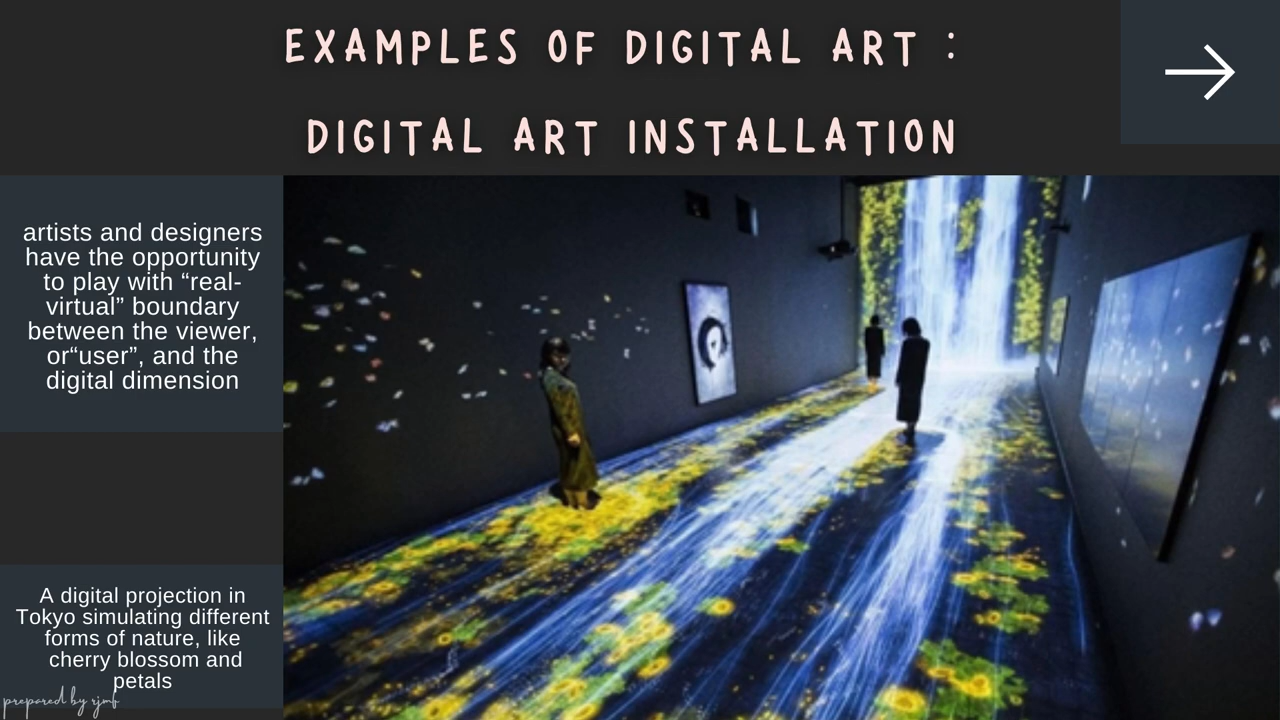 EXAMPLES OF DIGITAL ART :
DIGITAL ART INSTALLATION
artists and designers
have the opportunity
to play with “real-
virtual” boundary
between the viewer,
or“user”, and the
digital dimension
A digital projection in
Tokyo simulating different
forms of nature, like
cherry blossom and
petals
prepared by rjmf